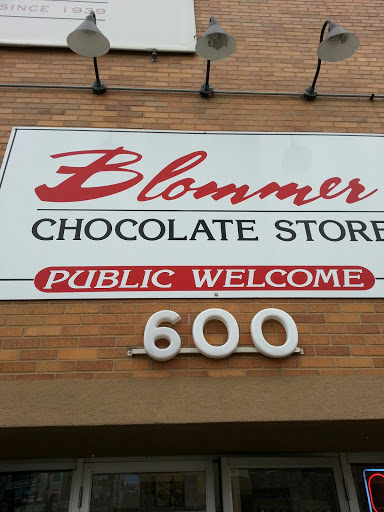 SINCE 1939
Blommer
CHOCOLATE STORE
PUBLIC WELCOME
600